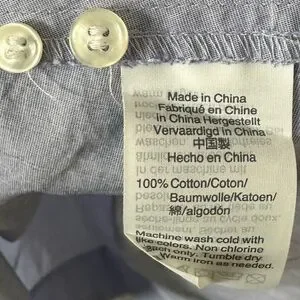 Made in China
Fabriqué en Chine
In China Hergestellt
Vervaardigd in China
中国製
Hecho en China
100% Cotton/Coton/
Baumwolle/Katoen/
綿/algodón
Machine wash cold with
like colors. Non chlorine
each only. Tumble dry
Warm iron as needed.